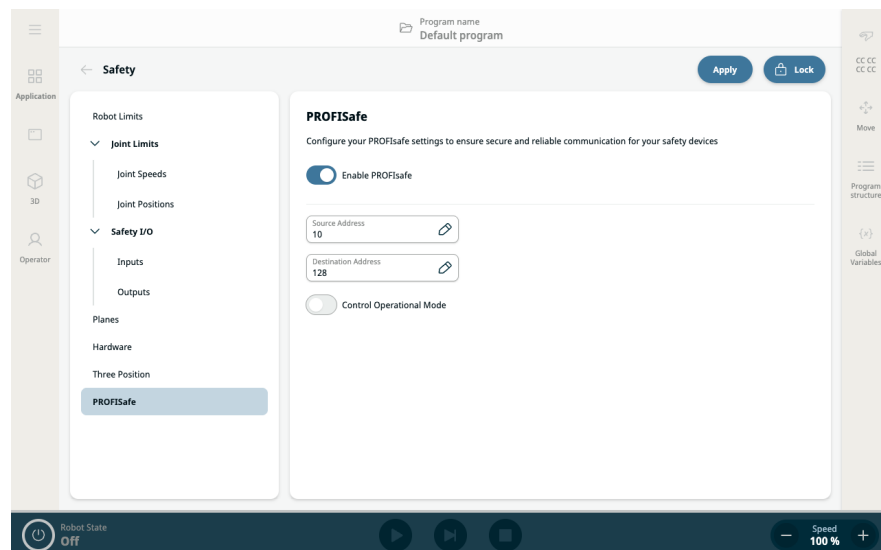 Program name
Default program
Safety
Apply
Lock
Application
3D
Operator
Robot Limits
Joint Limits
Joint Speeds
Joint Positions
Safety I/O
Inputs
Outputs
Planes
Hardware
Three Position
PROFISafe
PROFISafe
Configure your PROFIsafe settings to ensure secure and reliable communication for your safety devices
Enable PROFIsafe
Source Address
10
Destination Address
128
Control Operational Mode
CC CC
CC CC
Move
Program
structure
{x}
Global
Variables
Robot State
Off
Speed
100 %